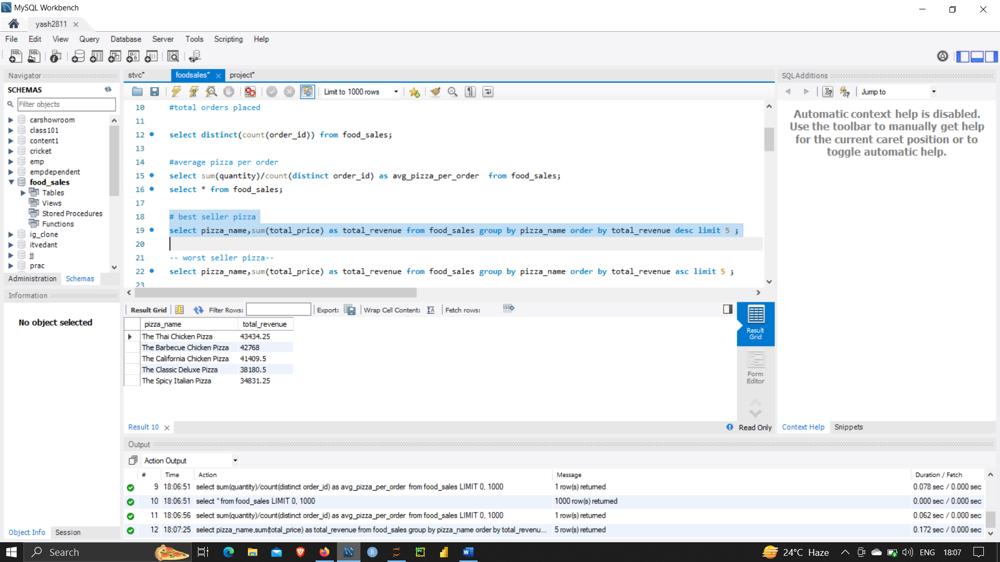 MySQL Workbench
yash2811
File Edit View Query Database Server Tools Scripting Help
Navigator
SCHEMAS
Filter objects
carshowroom
class101
content1
cricket
emp
empdependent
food_sales
Tables
Views
Stored Procedures
Functions
ig_clone
itvedant
jj
prac
Administration Schemas
Information
No object selected
Object Info Session
stvc* foodsales* project*
Limit to 1000 rows
10 #total orders placed
11
12 select distinct(count(order_id)) from food_sales;
13
14 #average pizza per order
15 select sum(quantity)/count(distinct order_id) as avg_pizza_per_order  from food_sales;
16 select * from food_sales;
17
18 # best seller pizza
19 select pizza_name,sum(total_price) as total_revenue from food_sales group by pizza_name order by total_revenue desc limit 5 ;
20
21 -- worst seller pizza--
22 select pizza_name,sum(total_price) as total_revenue from food_sales group by pizza_name order by total_revenue asc limit 5 ;
23
Result Grid Filter Rows: Export: Wrap Cell Content: Fetch rows:
pizza_name total_revenue
The Thai Chicken Pizza 43434.25
The Barbecue Chicken Pizza 42768
The California Chicken Pizza 41409.5
The Classic Deluxe Pizza 38180.5
The Spicy Italian Pizza 34831.25
Result
Grid
Form
Editor
Result 10 Read Only
SQLAdditions
Jump to
Automatic context help is disabled.
Use the toolbar to manually get help
for the current caret position or to
toggle automatic help.
Context Help Snippets
Output
Action Output
# Time Action Message Duration / Fetch
9 18:06:51 select sum(quantity)/count(distinct order_id) as avg_pizza_per_order from food_sales LIMIT 0, 1000 1 row(s) returned 0.078 sec / 0.000 sec
10 18:06:51 select * from food_sales LIMIT 0, 1000 1000 row(s) returned 0.000 sec / 0.000 sec
11 18:06:56 select sum(quantity)/count(distinct order_id) as avg_pizza_per_order from food_sales LIMIT 0, 1000 1 row(s) returned 0.062 sec / 0.000 sec
12 18:07:25 select pizza_name,sum(total_price) as total_revenue from food_sales group by pizza_name order by total_revenu... 5 row(s) returned 0.172 sec / 0.000 sec
Search 24°C Haze ENG 18:07